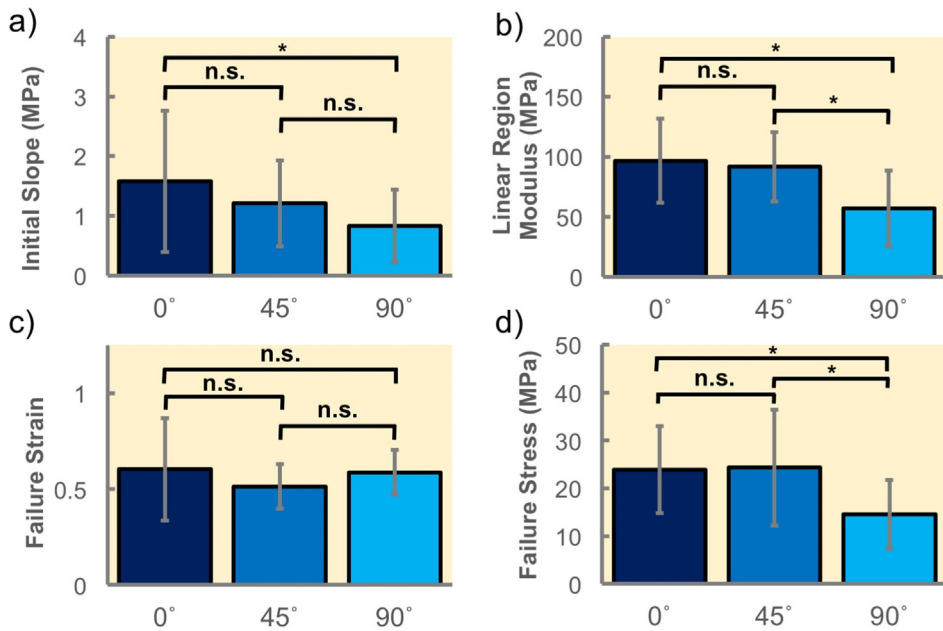 a)
Initial Slope (MPa)
4
3
2
1
0
*
n.s.
n.s.
0°
45°
90°
b)
Linear Region
Modulus (MPa)
200
150
100
50
0
*
n.s.
*
0°
45°
90°
c)
Failure Strain
1
0.5
0
n.s.
n.s.
n.s.
0°
45°
90°
d)
Failure Stress (MPa)
50
40
30
20
10
0
*
n.s.
*
0°
45°
90°